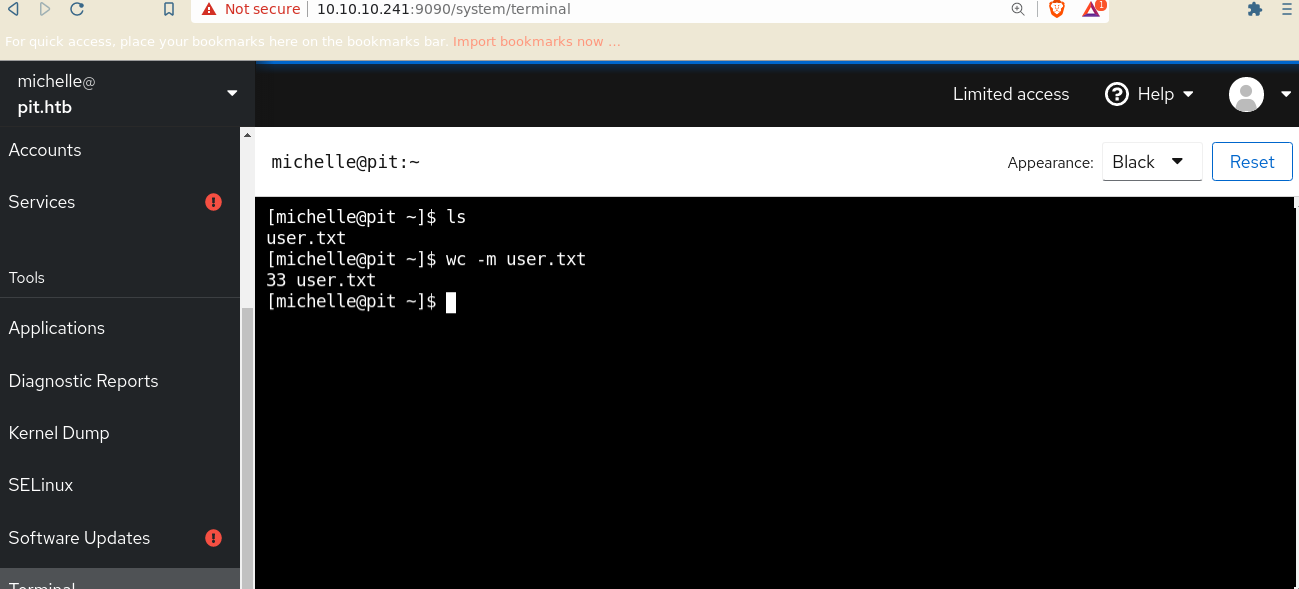 Not secure 10.10.10.241:9090/system/terminal 1
For quick access, place your bookmarks here on the bookmarks bar. Import bookmarks now ...
michelle@
pit.htb
Limited access Help
Accounts
Services
Tools
Applications
Diagnostic Reports
Kernel Dump
SELinux
Software Updates
Terminal
michelle@pit:~
Appearance: Black Reset
[michelle@pit ~]$ ls
user.txt
[michelle@pit ~]$ wc -m user.txt
33 user.txt
[michelle@pit ~]$